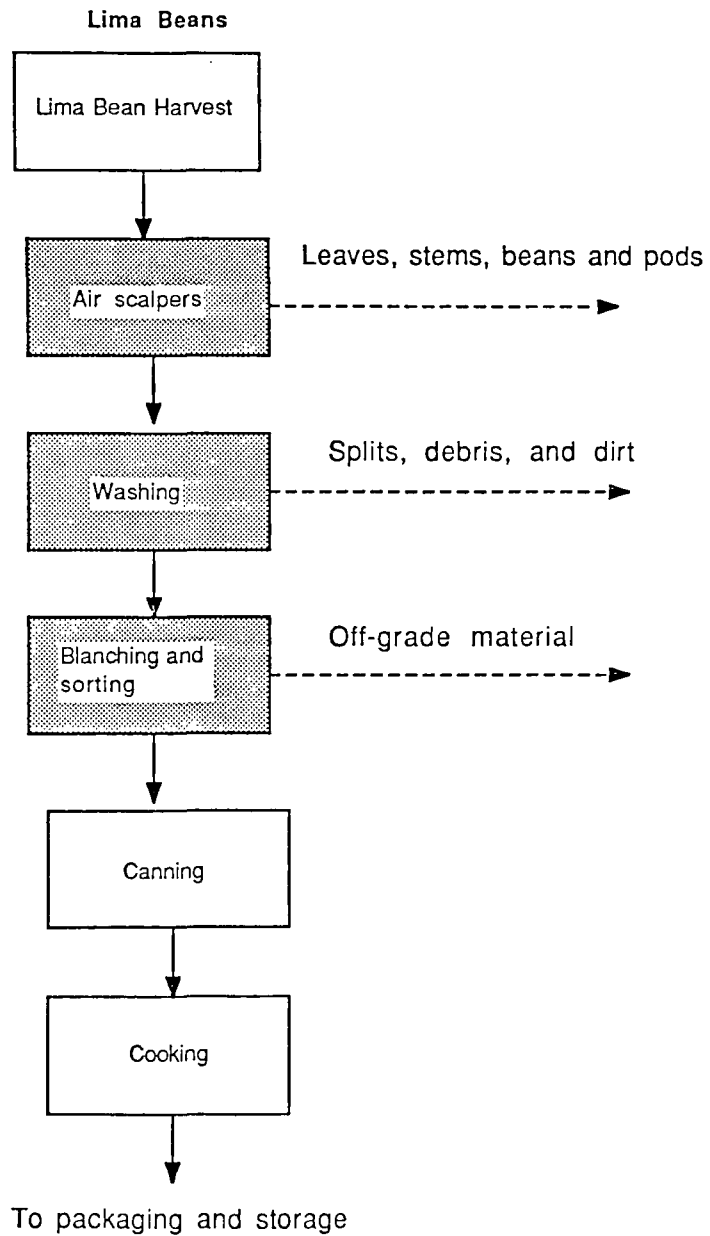 Lima Beans
Lima Bean Harvest
Leaves, stems, beans and pods
Air scalpers
Splits, debris, and dirt
Washing
Off-grade material
Blanching and
sorting
Canning
Cooking
To packaging and storage